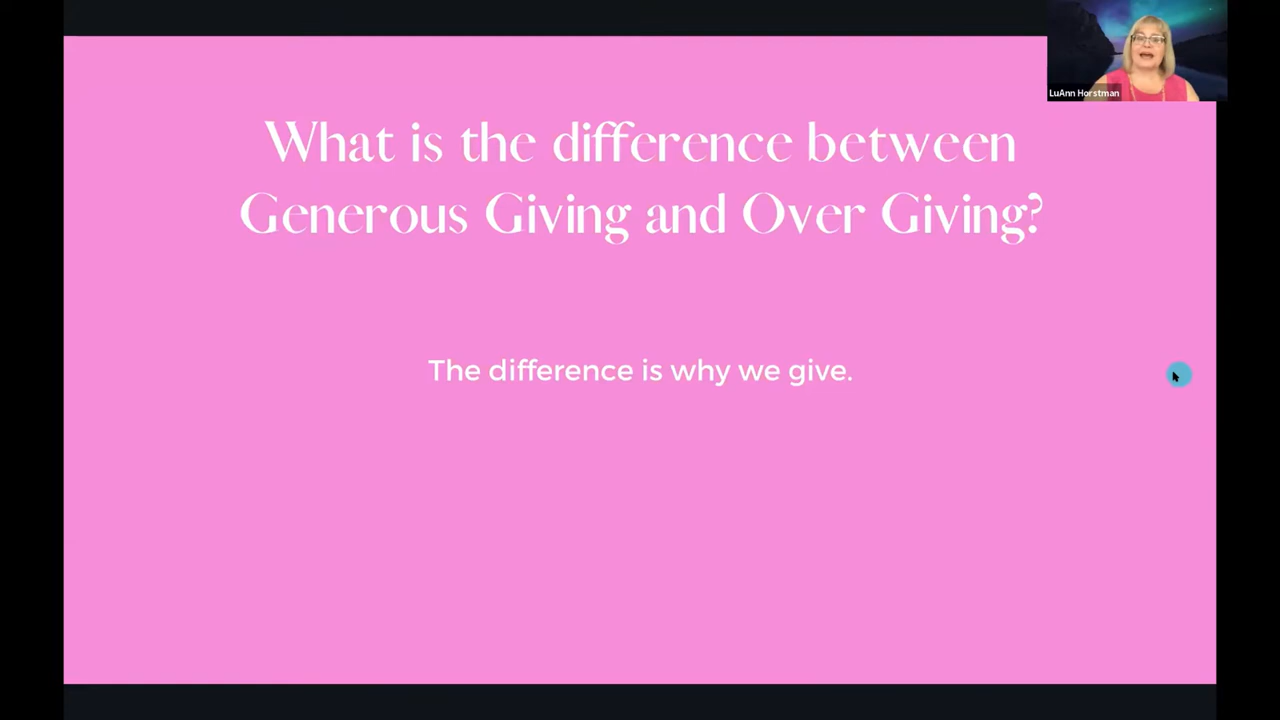 LuAnn Horstman
What is the difference between
Generous Giving and Over Giving?
The difference is why we give.